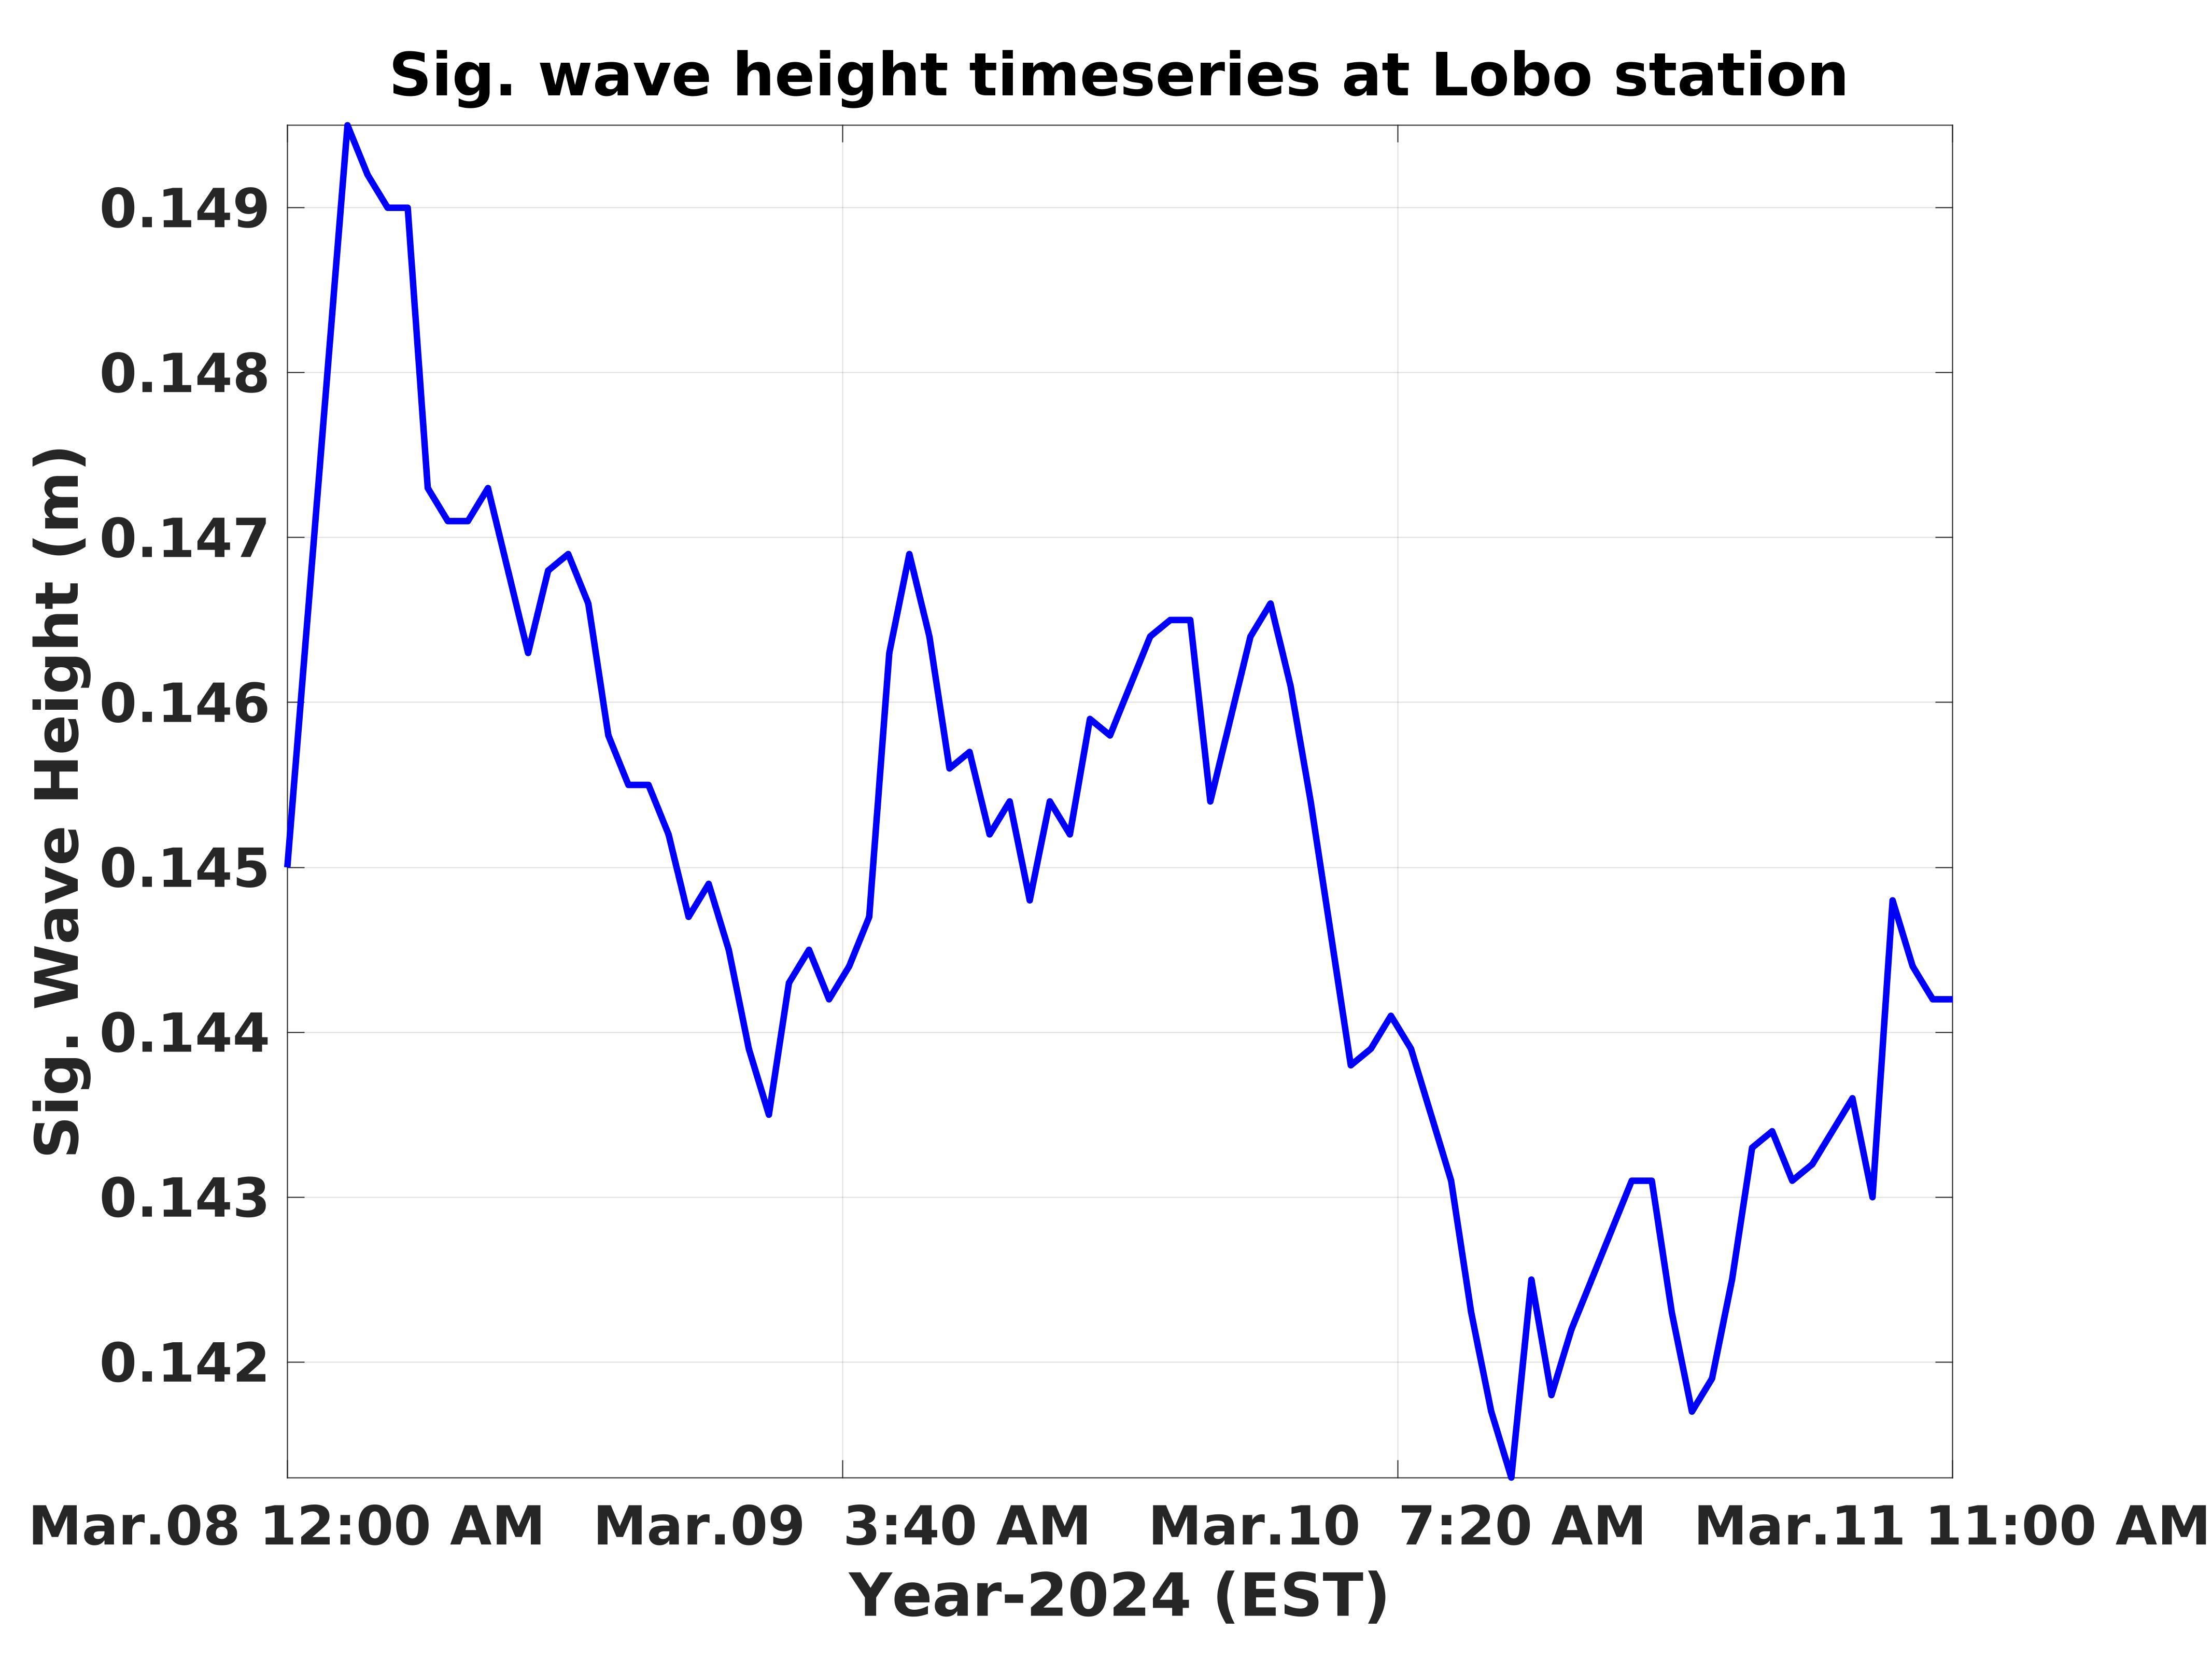 Sig. wave height timeseries at Lobo station
Sig. Wave Height (m)
0.149
0.148
0.147
0.146
0.145
0.144
0.143
0.142
Mar.08 12:00 AM Mar.09 3:40 AM Mar.10 7:20 AM Mar.11 11:00 AM
Year-2024 (EST)